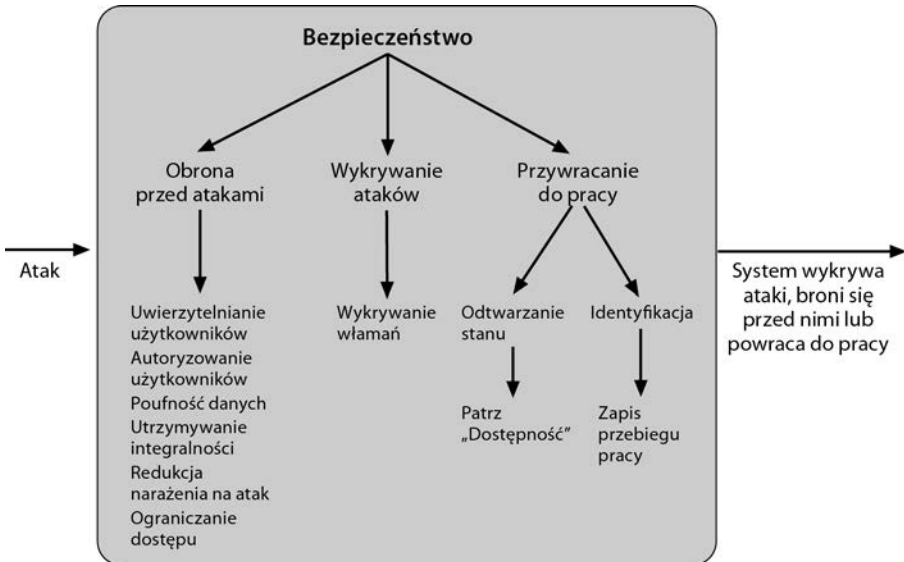 Bezpieczeństwo
Obrona
przed atakami
Wykrywanie
ataków
Przywracanie
do pracy
Atak
Uwierzytelnianie
użytkowników
Autoryzowanie
użytkowników
Poufność danych
Utrzymywanie
integralności
Redukcja
narażenia na atak
Ograniczanie
dostępu
Wykrywanie
włamań
Odtwarzanie
stanu
Patrz
„Dostępność”
Identyfikacja
Zapis
przebiegu
pracy
System wykrywa
ataki, broni się
przed nimi lub
powraca do pracy